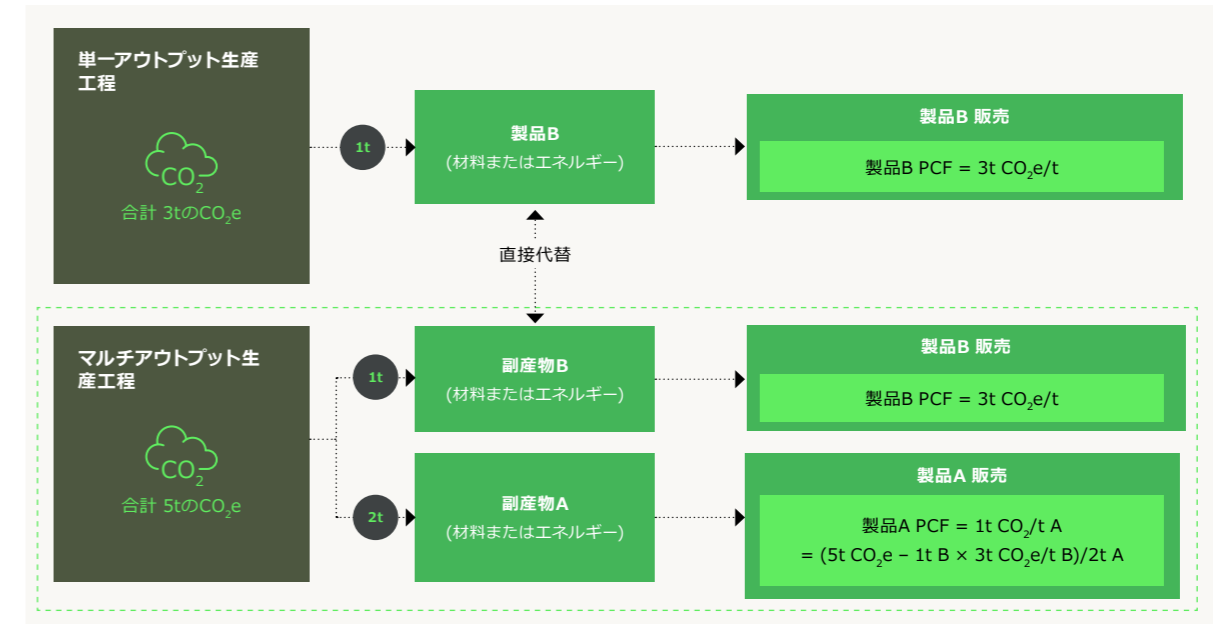 単一アウトプット生産
工程
CO₂
合計 3tのCO₂e
1t
製品B
(材料またはエネルギー)
製品B 販売
製品B PCF = 3t CO₂e/t
直接代替
マルチアウトプット生
産工程
CO₂
合計 5tのCO₂e
1t
副産物B
(材料またはエネルギー)
製品B 販売
製品B PCF = 3t CO₂e/t
2t
副産物A
(材料またはエネルギー)
製品A 販売
製品A PCF = 1t CO₂/t A
= (5t CO₂e – 1t B × 3t CO₂e/t B)/2t A